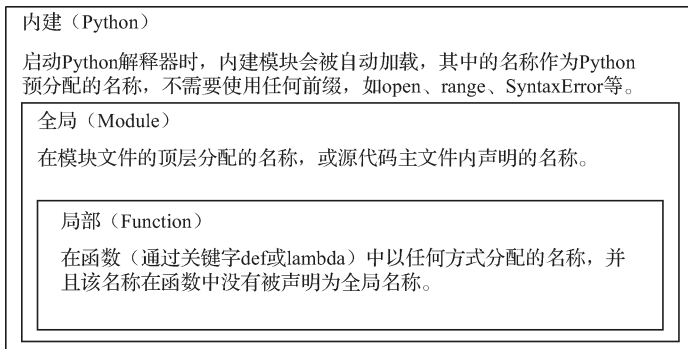 内建（Python）
启动Python解释器时，内建模块会被自动加载，其中的名称作为Python
预分配的名称，不需要使用任何前缀，如open、range、SyntaxError等。
全局（Module）
在模块文件的顶层分配的名称，或源代码主文件内声明的名称。
局部（Function）
在函数（通过关键字def或lambda）中以任何方式分配的名称，并
且该名称在函数中没有被声明为全局名称。